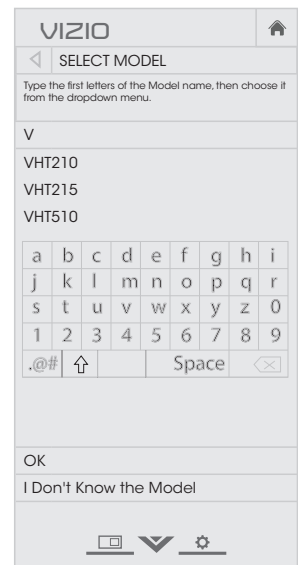 VIZIO
SELECT MODEL
Type the first letters of the Model name, then choose it
from the dropdown menu.
V
VHT210
VHT215
VHT510
a b c d e f g h i
j k l m n o p q r
s t u v w x y z 0
1 2 3 4 5 6 7 8 9
.@# Space
OK
I Don't Know the Model